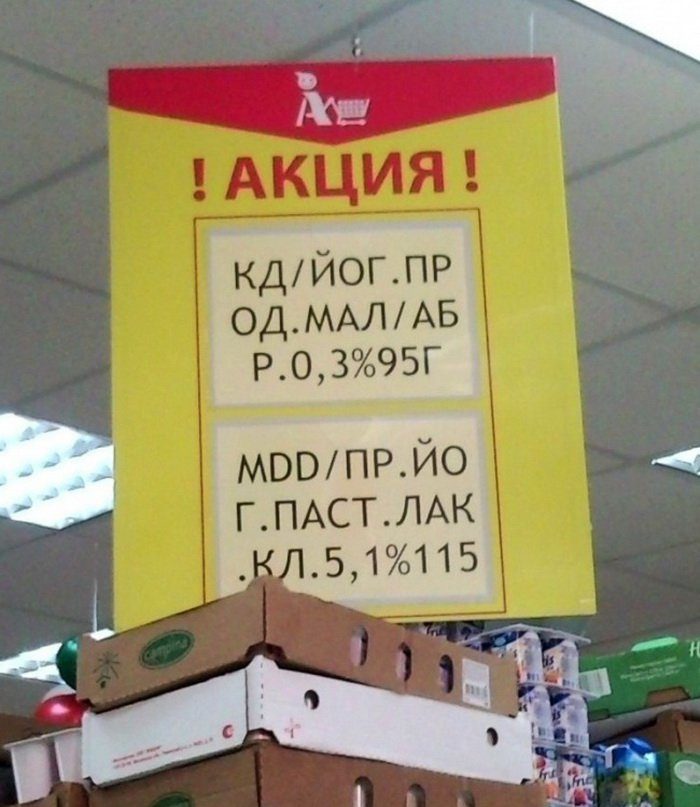 ! АКЦИЯ !
КД/ЙОГ.ПР
ОД.МАЛ/АБ
Р.0,3%95Г
MDD/ПР.ЙО
Г.ПАСТ.ЛАК
.КЛ.5,1%115
campina